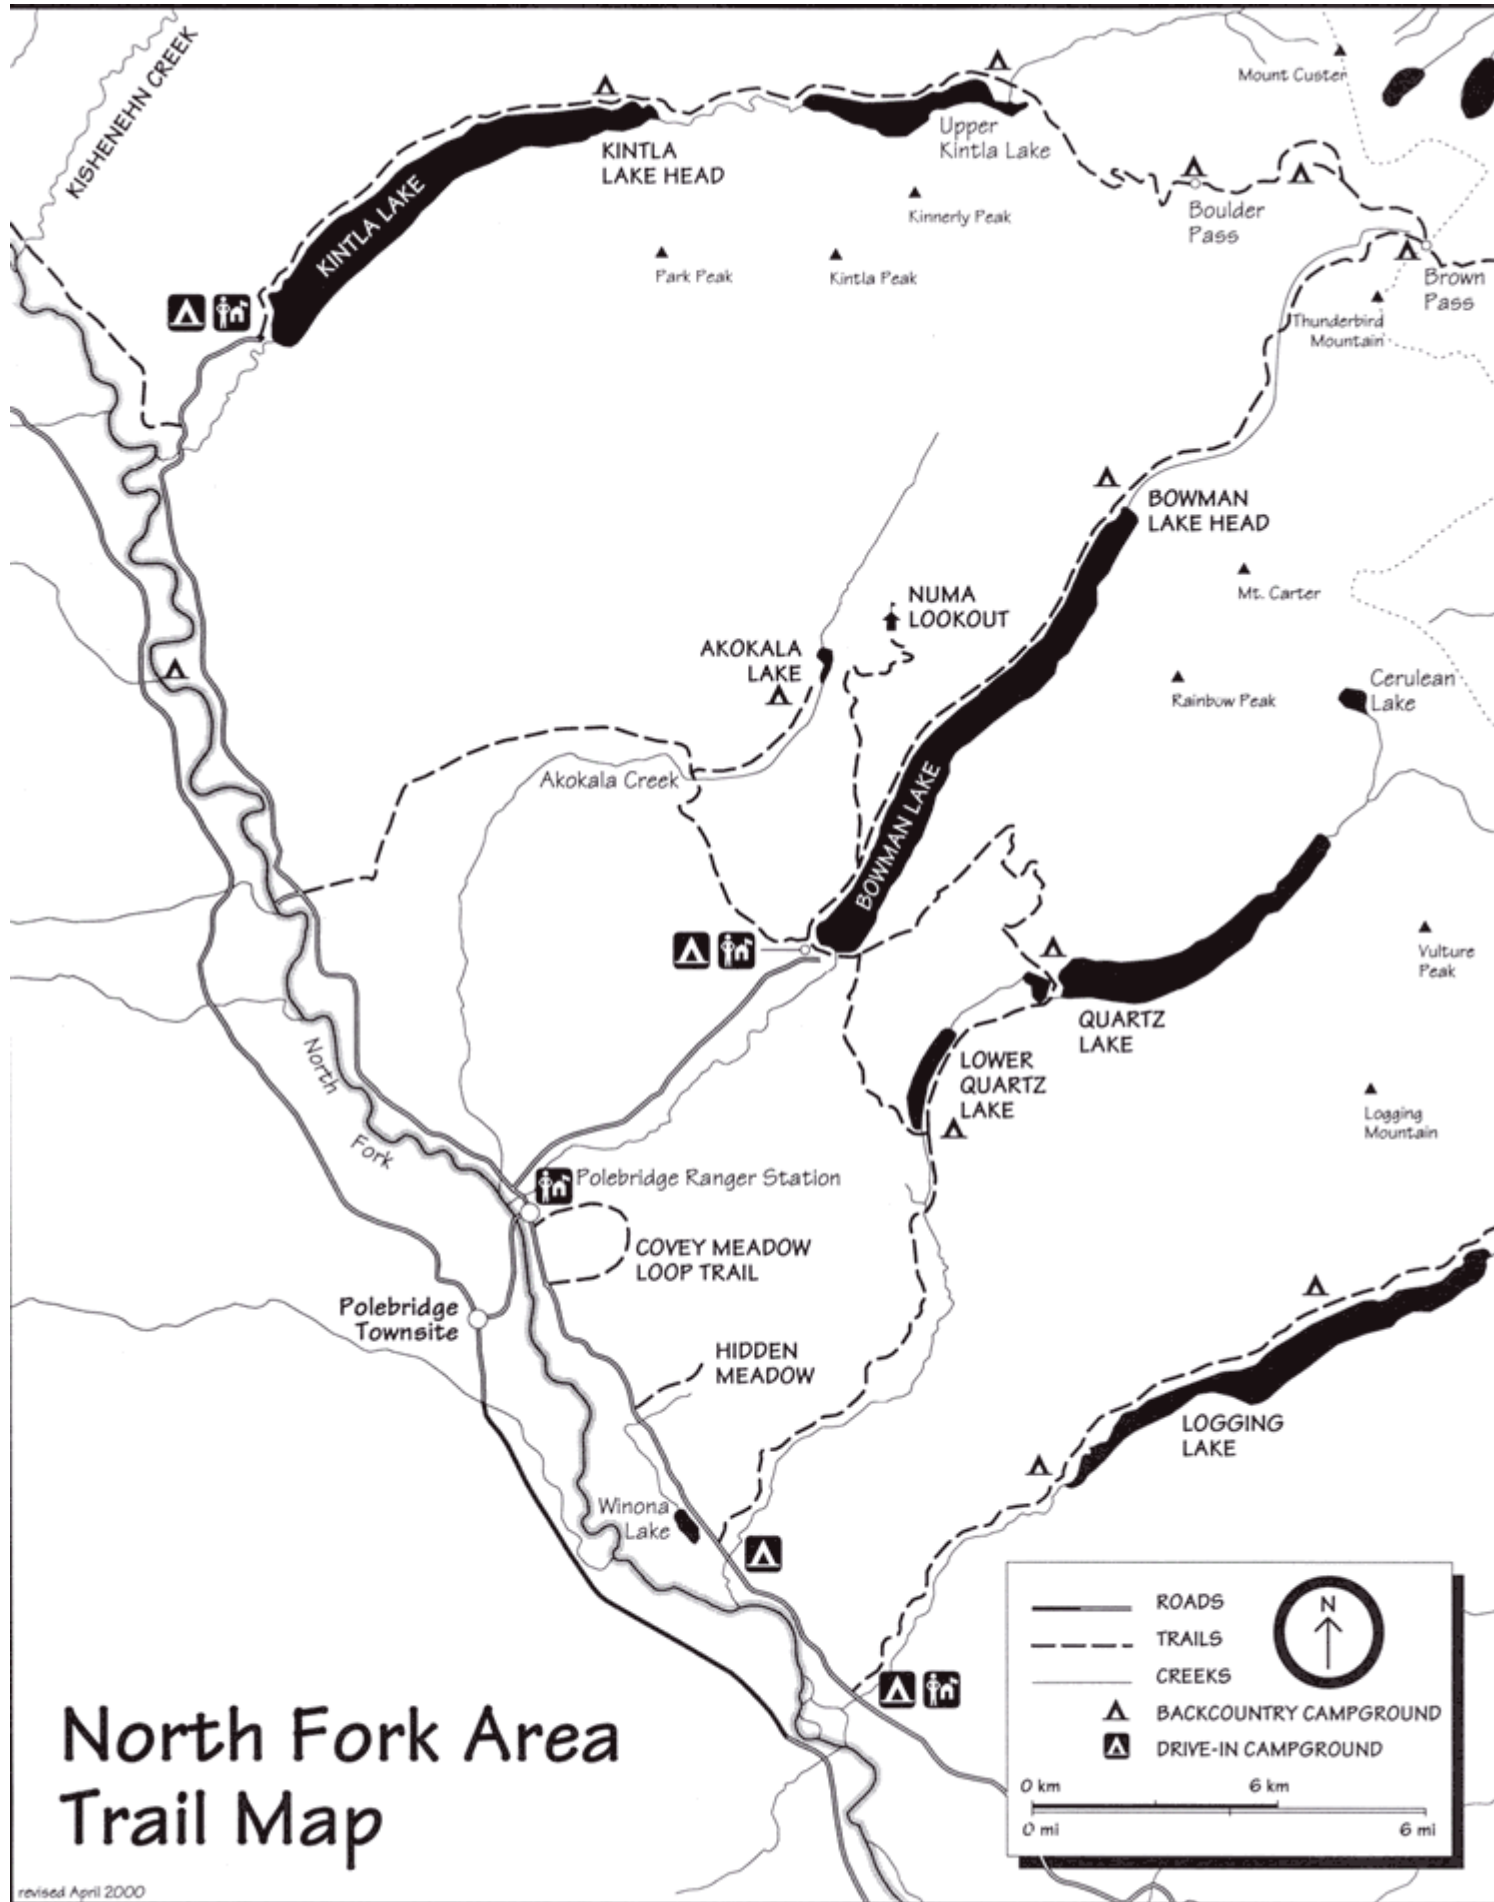 KISHENEHN CREEK
Mount Custer
Upper
Kintla Lake
KINTLA
LAKE HEAD
KINTLA LAKE
Kinnerly Peak
Boulder
Pass
Park Peak
Kintla Peak
Brown
Pass
Thunderbird
Mountain
BOWMAN
LAKE HEAD
Mt. Carter
NUMA
LOOKOUT
AKOKALA
LAKE
Cerulean
Lake
Rainbow Peak
Akokala Creek
BOWMAN LAKE
Vulture
Peak
QUARTZ
LAKE
LOWER
QUARTZ
LAKE
North
Fork
Logging
Mountain
Polebridge Ranger Station
COVEY MEADOW
LOOP TRAIL
Polebridge
Townsite
HIDDEN
MEADOW
LOGGING
LAKE
Winona
Lake
ROADS
N
TRAILS
CREEKS
BACKCOUNTRY CAMPGROUND
DRIVE-IN CAMPGROUND
0 km 6 km
0 mi 6 mi
North Fork Area
Trail Map
revised April 2000